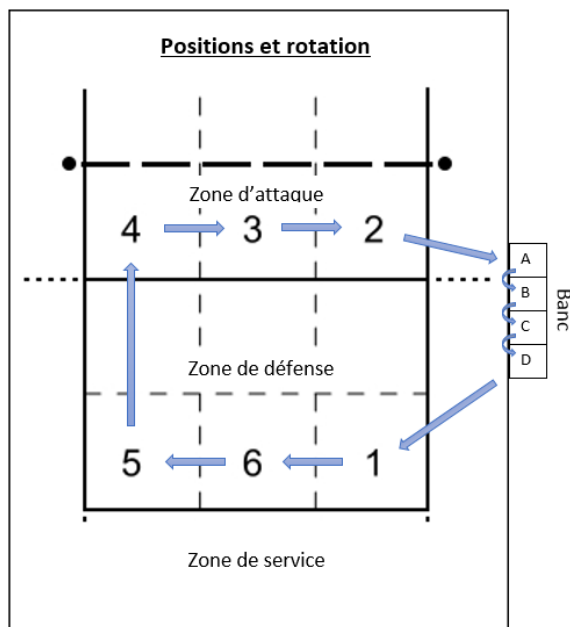 Positions et rotation
Zone d'attaque
4 3 2
A
B
C
D
Banc
Zone de défense
5 6 1
Zone de service